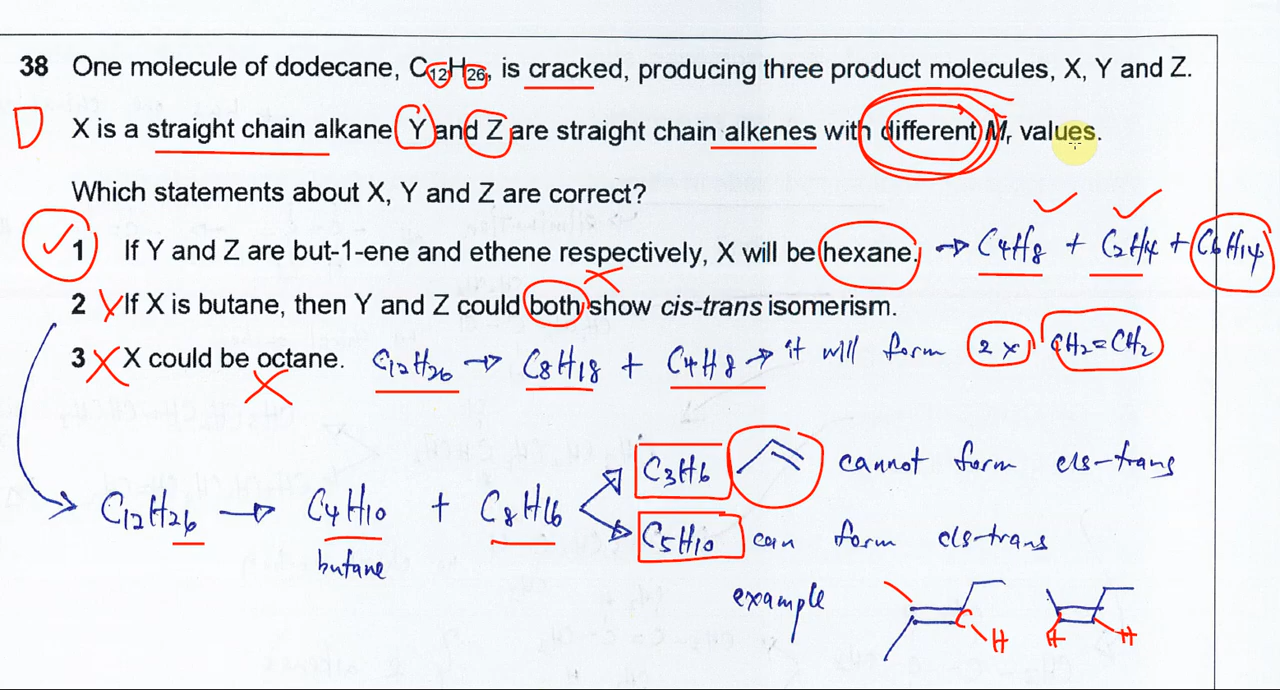 38 One molecule of dodecane, C12H26, is cracked, producing three product molecules, X, Y and Z.
D X is a straight chain alkane Y and Z are straight chain alkenes with different Mr values.
Which statements about X, Y and Z are correct?
1 If Y and Z are but-1-ene and ethene respectively, X will be hexane. → C4H8 + C2H4 + C6H14
2 If X is butane, then Y and Z could both show cis-trans isomerism.
3 X could be octane. C12H26 → C8H18 + C4H8 → it will form 2 x CH2=CH2
C3H6 cannot form cis-trans
C12H26 → C4H10 + C8H16
C5H10 can form cis-trans
butane
example
H H H